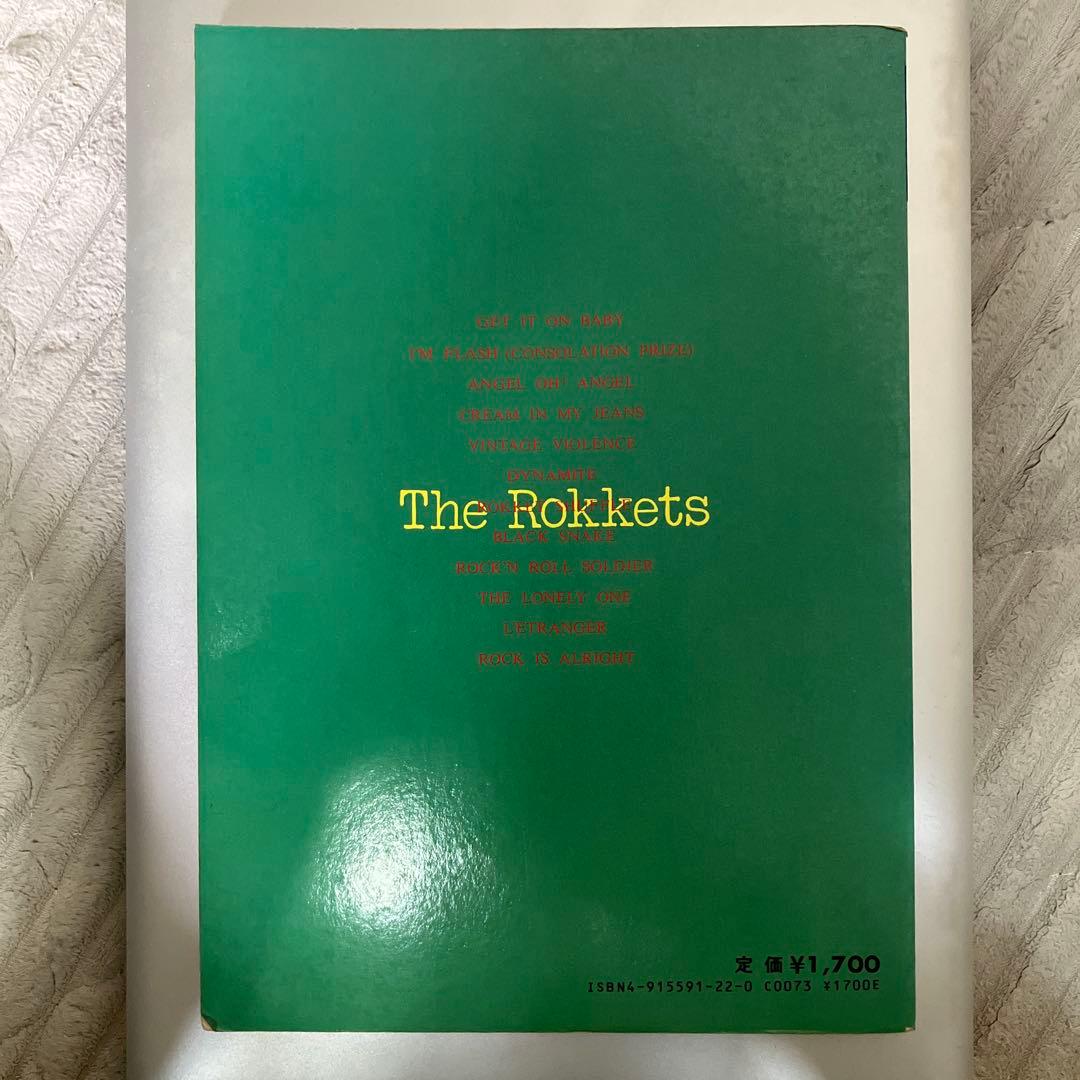 GET IT ON BABY
I'M FLASH (CONSOLATION PRIZE)
ANGEL OH! ANGEL
CREAM IN MY JEANS
VINTAGE VIOLENCE
DYNAMITE
ROKKET SHUFFLE
The Rokkets
BLACK SNAKE
ROCK'N ROLL SOLDIER
THE LONELY ONE
L'ETRANGER
ROCK IS ALRIGHT
定 価 ¥1,700
ISBN4-915591-22-0 C0073 ¥1700E